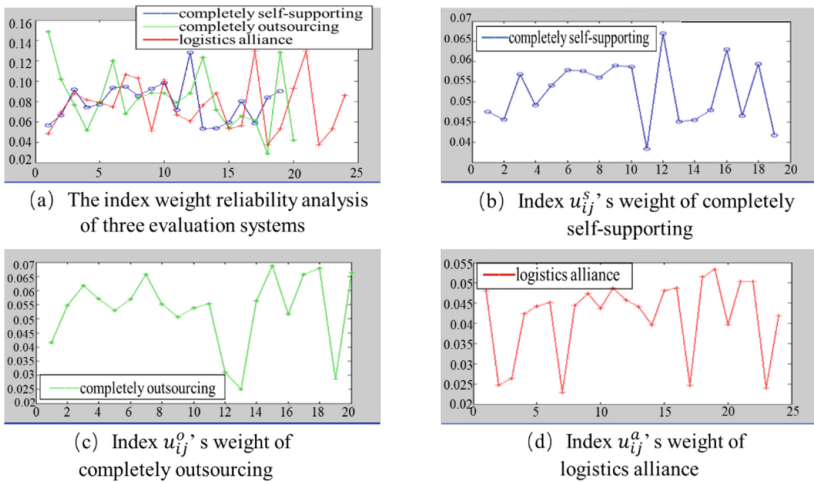 0.16
0.14
0.12
0.10
0.08
0.06
0.04
0.02
0 5 10 15 20 25
completely self-supporting
completely outsourcing
logistics alliance
(a) The index weight reliability analysis
of three evaluation systems
0.07
0.065
0.06
0.055
0.05
0.045
0.04
0 2 4 6 8 10 12 14 16 18 20
completely self-supporting
(b) Index u_{ij}^s's weight of completely
self-supporting
0.07
0.065
0.06
0.055
0.05
0.045
0.04
0.035
0.03
0.025
0.02
0 2 4 6 8 10 12 14 16 18 20
completely outsourcing
(c) Index u_{ij}^o's weight of
completely outsourcing
0.055
0.05
0.045
0.04
0.035
0.03
0.025
0.02
0 5 10 15 20 25
logistics alliance
(d) Index u_{ij}^a's weight of
logistics alliance